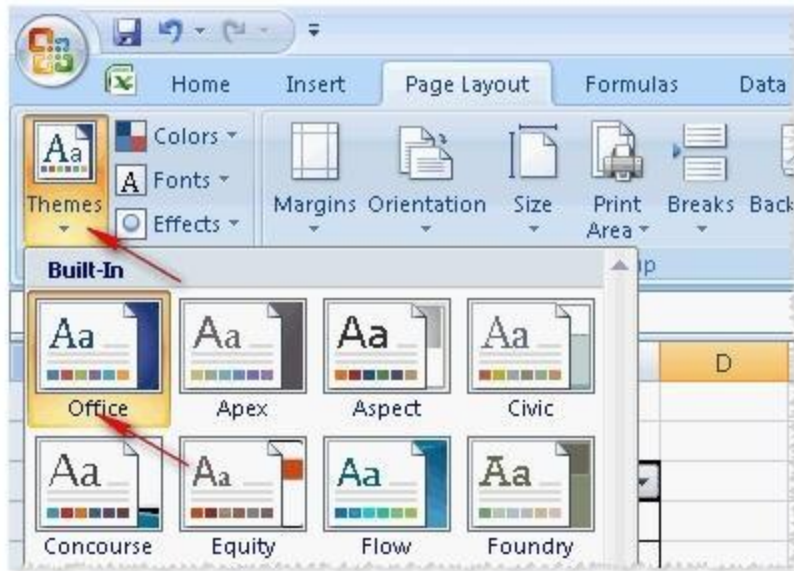 Home Insert Page Layout Formulas Data
Themes Colors Fonts Effects
Margins Orientation Size Print Area Breaks
Built-In
Aa Aa Aa Aa
Office Apex Aspect Civic
D
Aa Aa Aa Aa
Concourse Equity Flow Foundry